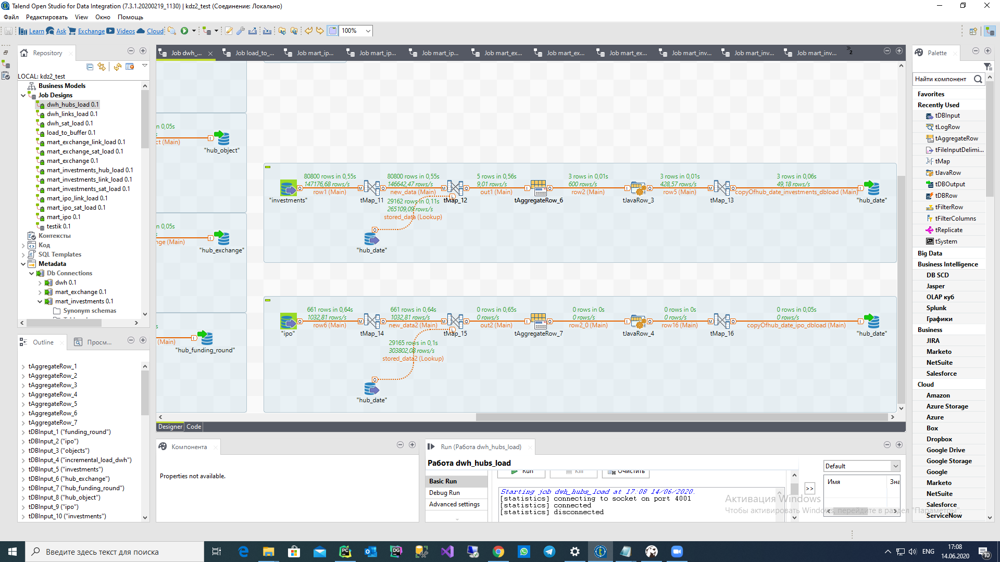 Talend Open Studio for Data Integration (7.3.1.20200219_1130) | kdz2_test (Соединение: Локально)
Файл Редактировать View Окно Помощь
Learn Ask Exchange Videos Cloud 100%
Repository
LOCAL: kdz2_test
Business Models
Job Designs
dwh_hubs_load 0.1
dwh_links_load 0.1
dwh_sat_load 0.1
load_to_buffer 0.1
mart_exchange_link_load 0.1
mart_exchange_sat_load 0.1
mart_exchange 0.1
mart_investments_hub_load 0.1
mart_investments_link_load 0.1
mart_investments_sat_load 0.1
mart_ipo_link_load 0.1
mart_ipo_sat_load 0.1
mart_ipo 0.1
testik 0.1
Контексты
Код
SQL Templates
Metadata
Db Connections
dwh 0.1
mart_exchange 0.1
mart_investments 0.1
Synonym schemas
Outline Просм...
tAggregateRow_1
tAggregateRow_2
tAggregateRow_3
tAggregateRow_4
tAggregateRow_5
tAggregateRow_6
tAggregateRow_7
tDBInput_1 ("funding_round")
tDBInput_2 ("ipo")
tDBInput_3 ("objects")
tDBInput_4 ("incremental_load_dwh")
tDBInput_5 ("investments")
tDBInput_6 ("hub_exchange")
tDBInput_7 ("hub_funding_round")
tDBInput_8 ("hub_object")
tDBInput_9 ("ipo")
tDBInput_10 ("investments")
Job dwh_... Job load_to_... Job mart_ip... Job mart_ip... Job mart_ip... Job mart_ex... Job mart_ex... Job mart_ex... Job mart_inv... Job mart_inv... Job mart_inv... » 2
n 0,05s
ct (Main)
"hub_object"
n 0,05s
nge (Main)
"hub_exchange"
s
(Main)
"hub_funding_round"
80800 rows in 0,55s 80800 rows in 0,55s 5 rows in 0,56s 3 rows in 0,01s 3 rows in 0,01s 3 rows in 0,06s
147176,68 rows/s 146642,47 rows/s 9,01 rows/s 600 rows/s 428,57 rows/s 49,18 rows/s
row1 (Main) new_data (Main) out1 (Main) row2 (Main) row5 (Main) copyOfhub_date_investments_dbload (Main)
"investments" tMap_11 tMap_12 tAggregateRow_6 tJavaRow_3 tMap_13 "hub_date"
29162 rows in 0,11s
265109,09 rows/s
stored_data (Lookup)
"hub_date"
661 rows in 0,64s 661 rows in 0,64s 0 rows in 0,65s 0 rows in 0s 0 rows in 0s 0 rows in 0,05s
1032,81 rows/s 1032,81 rows/s 0 rows/s 0 rows/s 0 rows/s 0 rows/s
row6 (Main) new_data2 (Main) out2 (Main) row2_0 (Main) row16 (Main) copyOfhub_date_ipo_dbload (Main)
"ipo" tMap_14 tMap_15 tAggregateRow_7 tJavaRow_4 tMap_16 "hub_date"
29165 rows in 0,1s
303802,08 rows/s
stored_data2 (Lookup)
"hub_date"
Designer Code
Компонента
Properties not available.
Run (Работа dwh_hubs_load)
Работа dwh_hubs_load
Basic Run
Debug Run
Advanced settings
Run Kill Очистить
Starting job dwh_hubs_load at 17:08 14/06/2020.
[statistics] connecting to socket on port 4001
[statistics] connected
[statistics] disconnected
>>
Default
Имя Зна
Активация Windows
Чтобы активировать Windows, перейдите в раздел "Параметры".
Palette
Найти компонент
Favorites
Recently Used
tDBInput
tLogRow
tAggregateRow
tFileInputDelimi...
tMap
tJavaRow
tDBOutput
tDBRow
tFilterRow
tFilterColumns
tReplicate
tSystem
Big Data
Business Intelligence
DB SCD
Jasper
OLAP куб
Splunk
Графики
Business
JIRA
Marketo
NetSuite
Salesforce
Cloud
Amazon
Azure Storage
Azure
Box
Dropbox
Google Drive
Google Storage
Google
Marketo
NetSuite
Salesforce
ServiceNow
Введите здесь текст для поиска
ENG
17:08
14.06.2020
10